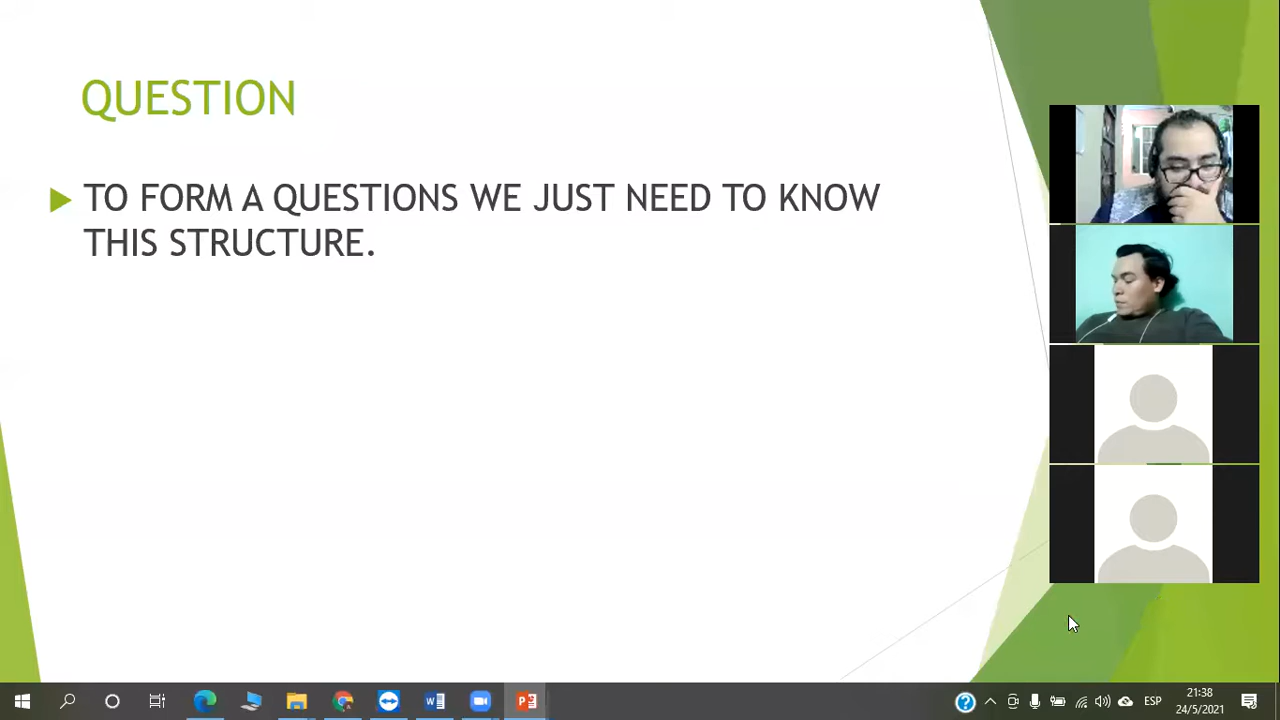 QUESTION
TO FORM A QUESTIONS WE JUST NEED TO KNOW
THIS STRUCTURE.
ESP
21:38
24/5/2021